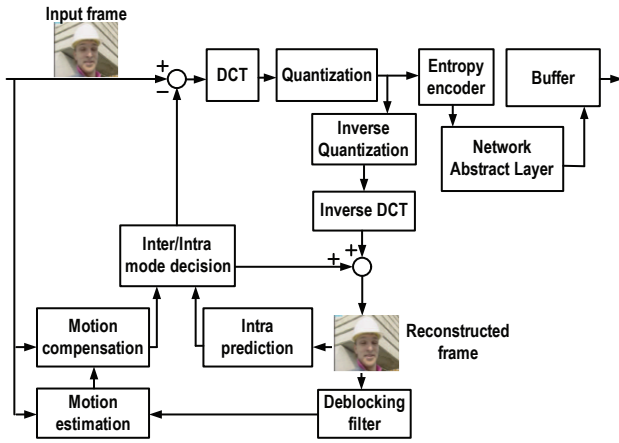 Input frame
+
−
DCT
Quantization
Entropy
encoder
Buffer
Inverse
Quantization
Network
Abstract Layer
Inverse DCT
Inter/Intra
mode decision
+
+
Motion
compensation
Intra
prediction
Reconstructed
frame
Motion
estimation
Deblocking
filter